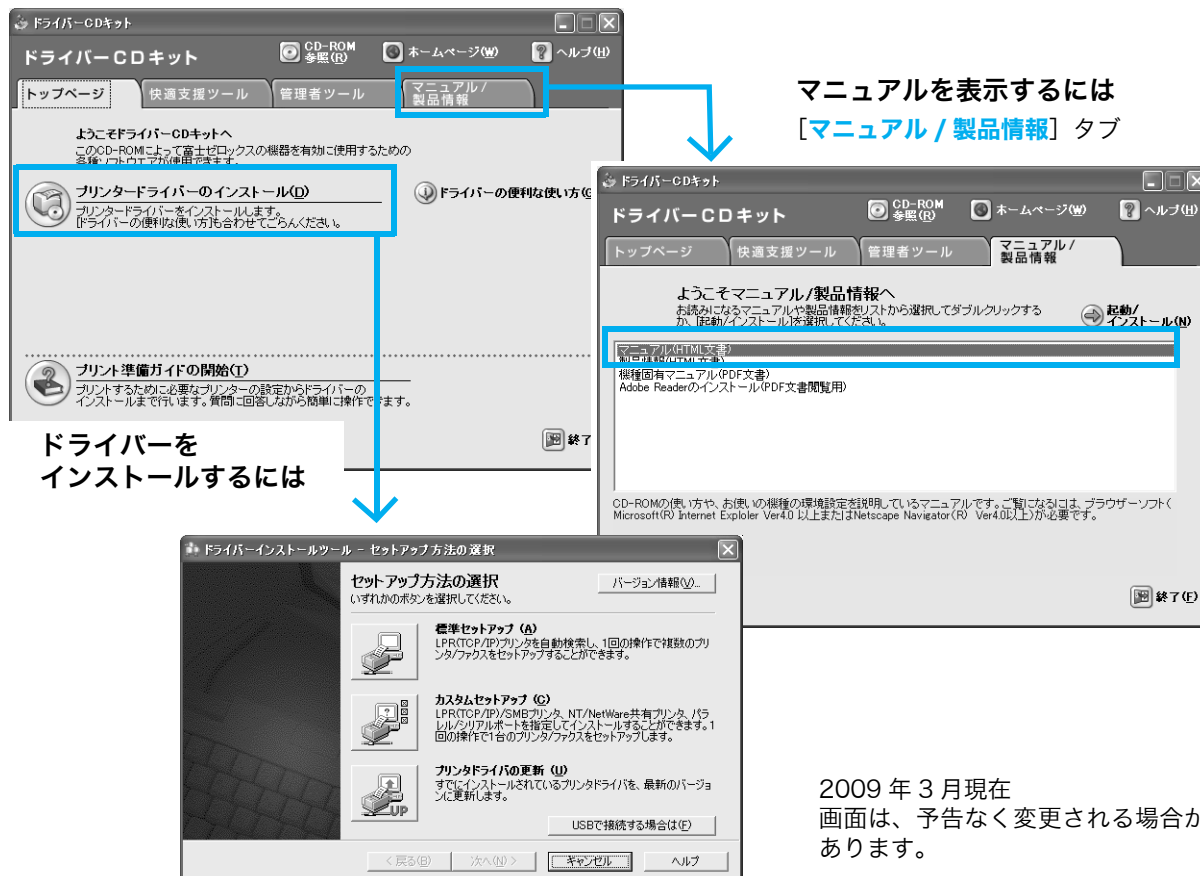 ドライバーCDキット
ドライバーCDキット
CD-ROM
参照(R)
ホームページ(W)
ヘルプ(H)
トップページ
快適支援ツール
管理者ツール
マニュアル/
製品情報
ようこそドライバーCDキットへ
このCD-ROMによって富士ゼロックスの機器を有効に使用するための
各種ソフトウエアが使用できます。
プリンタードライバーのインストール(D)
プリンタードライバーをインストールします。
[ドライバーの便利な使い方]も合わせてごらんください。
ドライバーの便利な使い方(
プリント準備ガイドの開始(T)
プリントするために必要なプリンターの設定からドライバーの
インストールまで行います。質問に回答しながら簡単に操作できます。
終了
ドライバーを
インストールするには
マニュアルを表示するには
[マニュアル / 製品情報] タブ
ドライバーCDキット
ドライバーCDキット
CD-ROM
参照(R)
ホームページ(W)
ヘルプ(H)
トップページ
快適支援ツール
管理者ツール
マニュアル/
製品情報
ようこそマニュアル/製品情報へ
お読みになるマニュアルや製品情報をリストから選択してダブルクリックする
か、[起動/インストール]を選択してください。
起動/
インストール(N)
マニュアル(HTML文書)
製品情報(HTML文書)
機種固有マニュアル(PDF文書)
Adobe Readerのインストール(PDF文書閲覧用)
CD-ROMの使い方や、お使いの機種の環境設定を説明しているマニュアルです。ご覧になるには、ブラウザーソフト(
Microsoft(R) Internet Exploler Ver4.0 以上またはNetscape Navigator(R) Ver4.0以上)が必要です。
終了(F)
ドライバーインストールツール - セットアップ方法の選択
セットアップ方法の選択
いずれかのボタンを選択してください。
バージョン情報(V)...
標準セットアップ (A)
LPR(TCP/IP)プリンタを自動検索し、1回の操作で複数のプリ
ンタ/ファクスをセットアップすることができます。
カスタムセットアップ (C)
LPR(TCP/IP)/SMBプリンタ、NT/NetWare共有プリンタ、パラ
レル/シリアルポートを指定してインストールすることができます。1
回の操作で1台のプリンタ/ファクスをセットアップします。
プリンタドライバの更新 (U)
すでにインストールされているプリンタドライバを、最新のバージョ
ンに更新します。
UP
USBで接続する場合は(F)
< 戻る(B)
次へ(N) >
キャンセル
ヘルプ
2009 年 3 月現在
画面は、予告なく変更される場合が
あります。